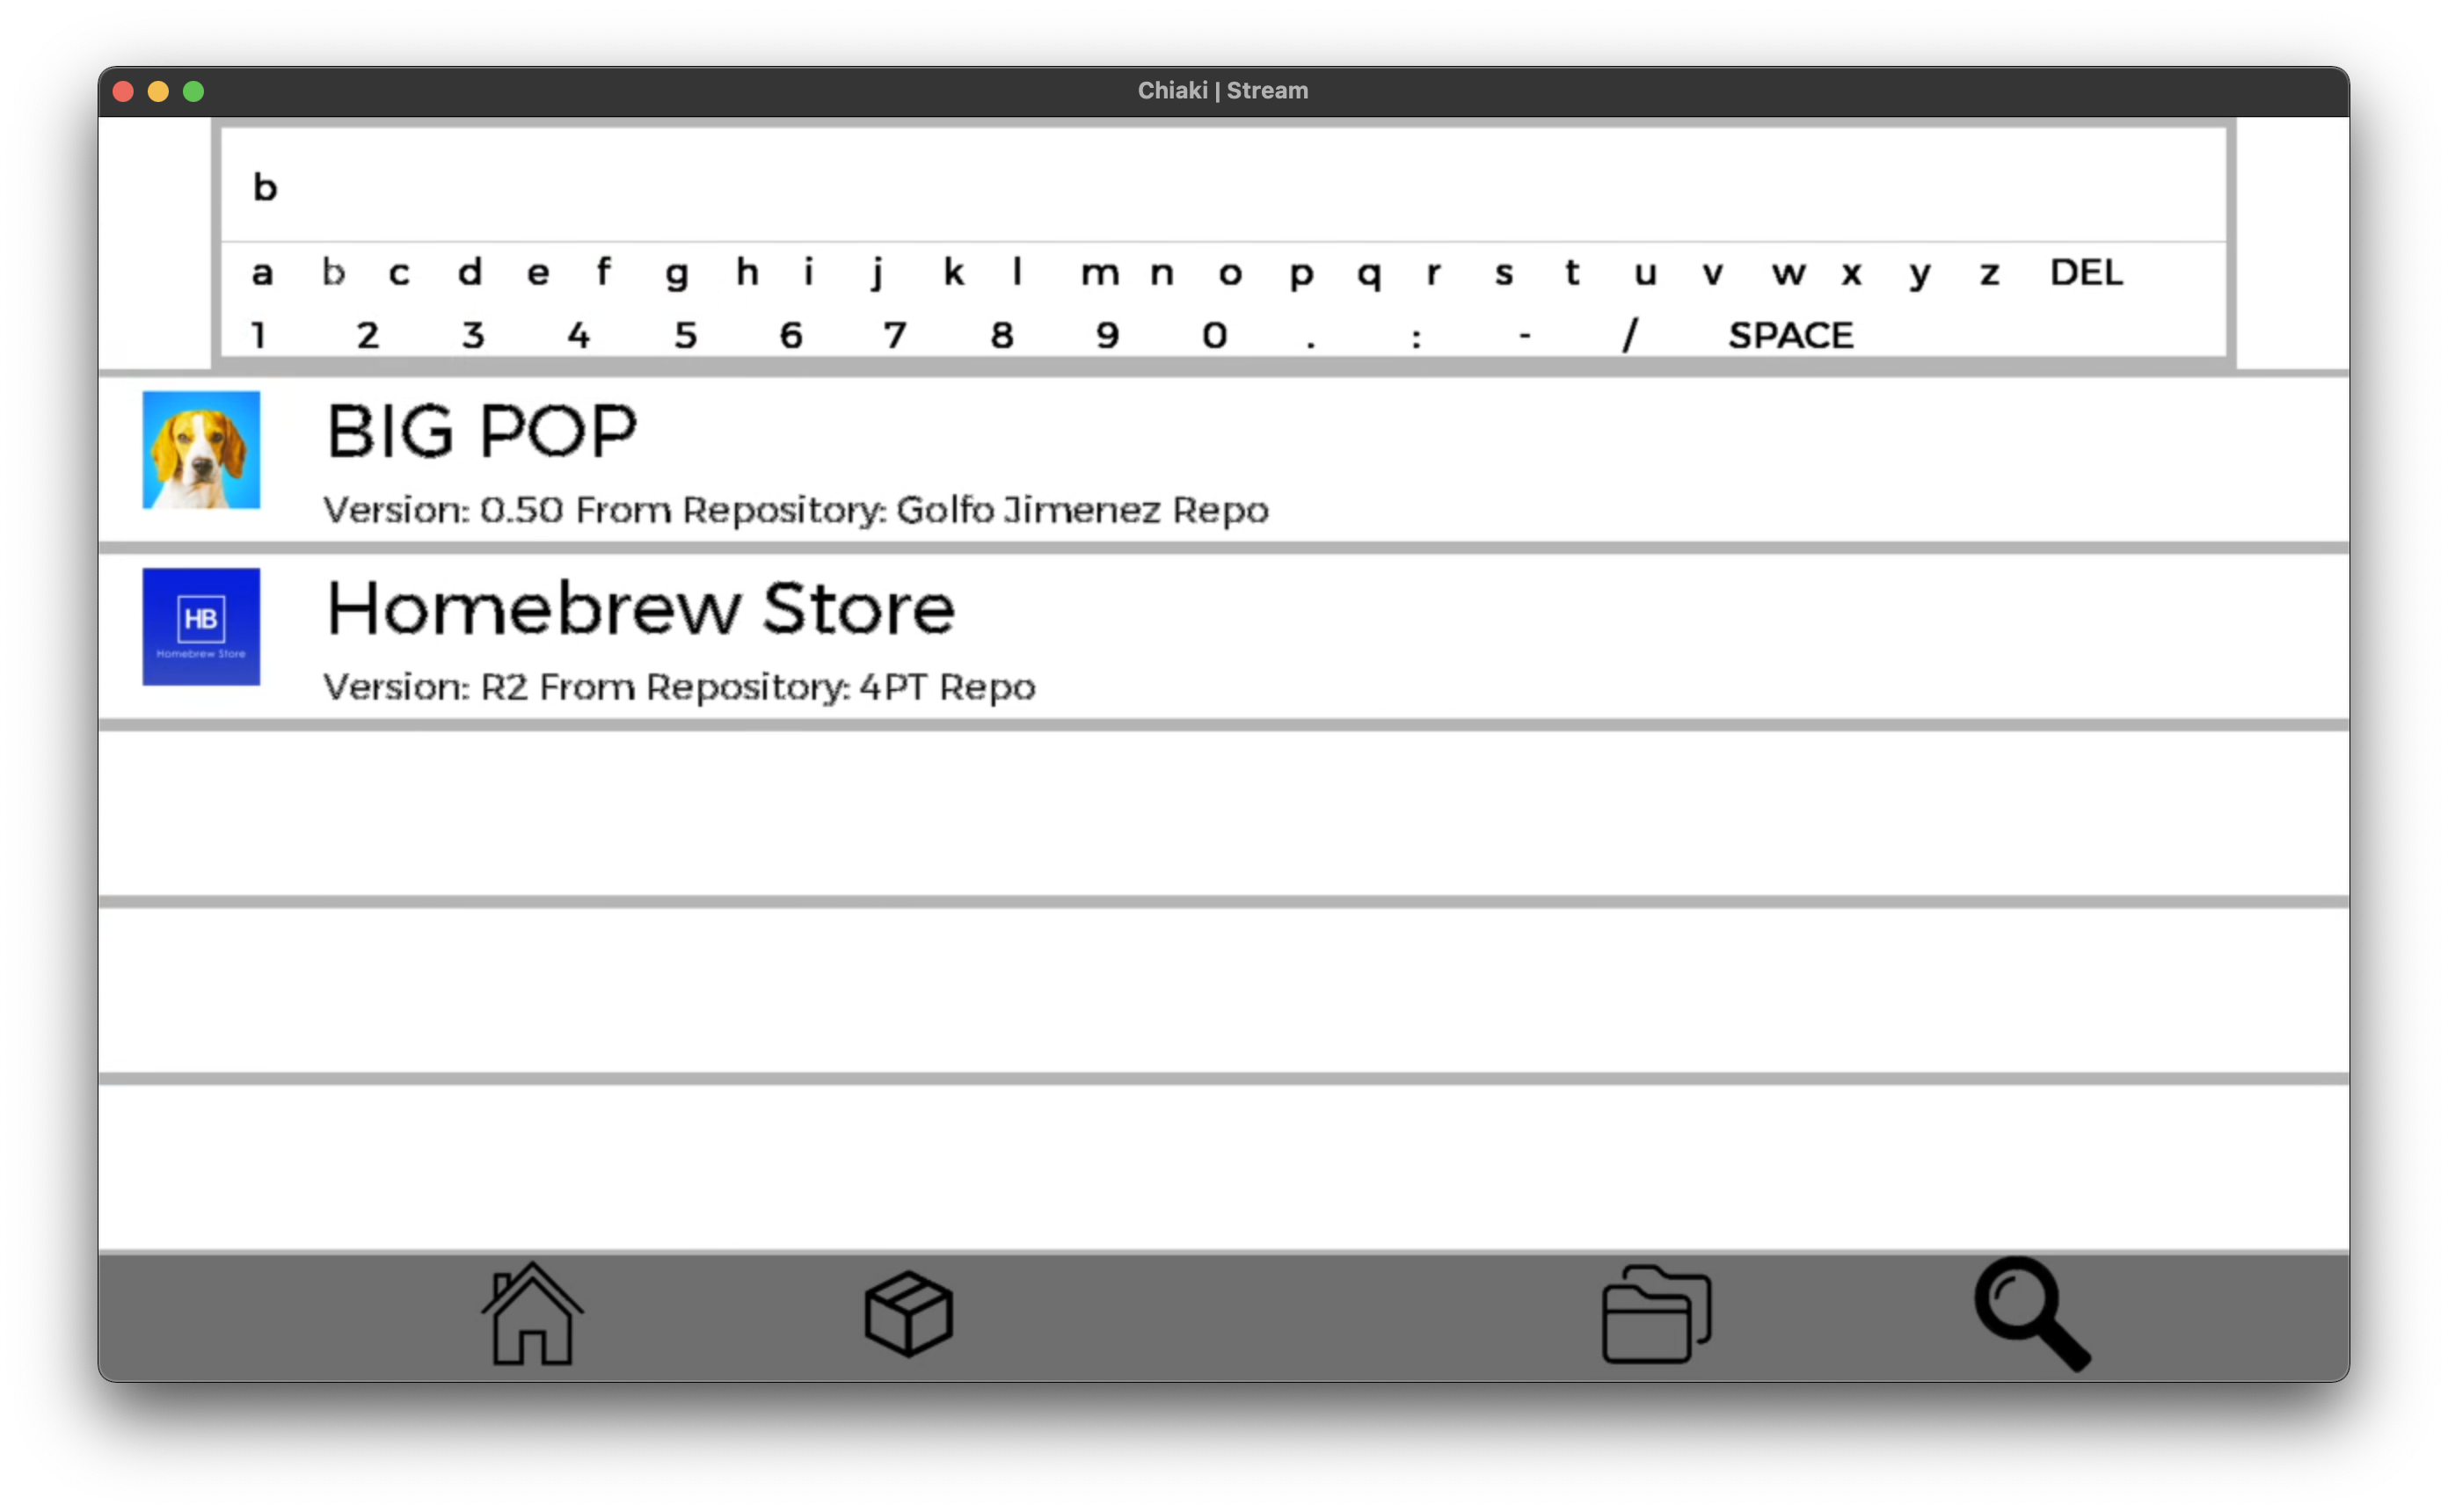 Chiaki | Stream
b
a b c d e f g h i j k l m n o p q r s t u v w x y z DEL
1 2 3 4 5 6 7 8 9 0 . : - / SPACE
BIG POP
Version: 0.50 From Repository: Golfo Jimenez Repo
HB
Homebrew Store
Homebrew Store
Version: R2 From Repository: 4PT Repo